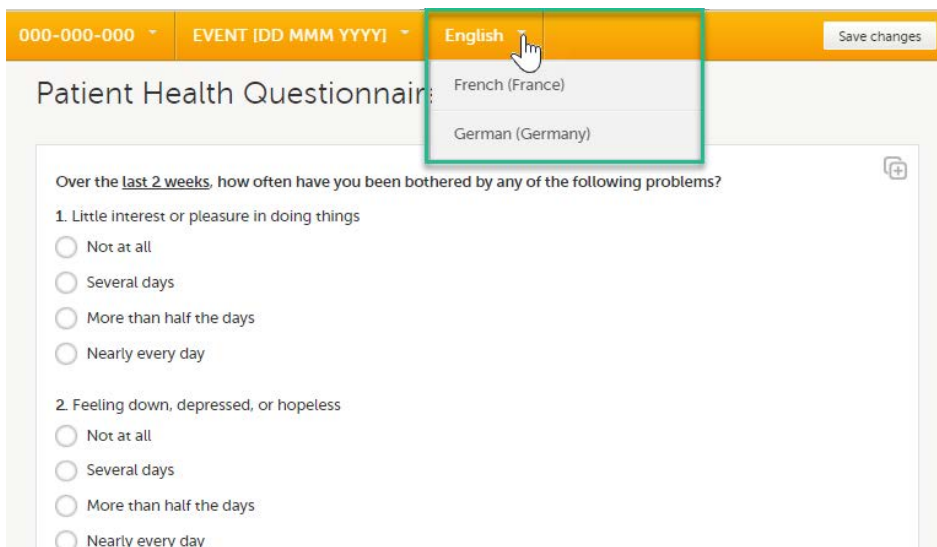 000-000-000 EVENT [DD MMM YYYY] English Save changes
French (France)
German (Germany)
Patient Health Questionnair
Over the last 2 weeks, how often have you been bothered by any of the following problems?
1. Little interest or pleasure in doing things
Not at all
Several days
More than half the days
Nearly every day
2. Feeling down, depressed, or hopeless
Not at all
Several days
More than half the days
Nearly every day